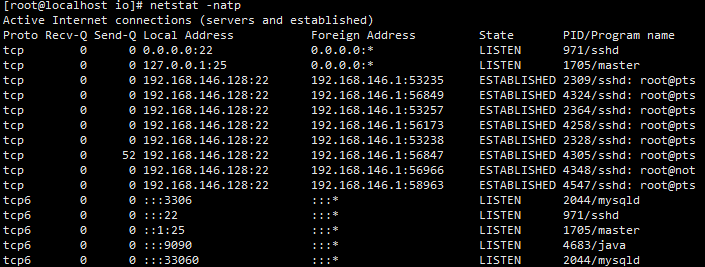 [root@localhost io]# netstat -natp
Active Internet connections (servers and established)
Proto Recv-Q Send-Q Local Address           Foreign Address         State       PID/Program name
tcp        0      0 0.0.0.0:22              0.0.0.0:*               LISTEN      971/sshd
tcp        0      0 127.0.0.1:25            0.0.0.0:*               LISTEN      1705/master
tcp        0      0 192.168.146.128:22      192.168.146.1:53235     ESTABLISHED 2309/sshd: root@pts
tcp        0      0 192.168.146.128:22      192.168.146.1:56849     ESTABLISHED 4324/sshd: root@pts
tcp        0      0 192.168.146.128:22      192.168.146.1:53257     ESTABLISHED 2364/sshd: root@pts
tcp        0      0 192.168.146.128:22      192.168.146.1:56173     ESTABLISHED 4258/sshd: root@pts
tcp        0      0 192.168.146.128:22      192.168.146.1:53238     ESTABLISHED 2328/sshd: root@pts
tcp        0     52 192.168.146.128:22      192.168.146.1:56847     ESTABLISHED 4305/sshd: root@pts
tcp        0      0 192.168.146.128:22      192.168.146.1:56966     ESTABLISHED 4348/sshd: root@not
tcp        0      0 192.168.146.128:22      192.168.146.1:58963     ESTABLISHED 4547/sshd: root@pts
tcp6       0      0 :::3306                 :::*                    LISTEN      2044/mysqld
tcp6       0      0 :::22                   :::*                    LISTEN      971/sshd
tcp6       0      0 ::1:25                  :::*                    LISTEN      1705/master
tcp6       0      0 :::9090                 :::*                    LISTEN      4683/java
tcp6       0      0 :::33060                :::*                    LISTEN      2044/mysqld